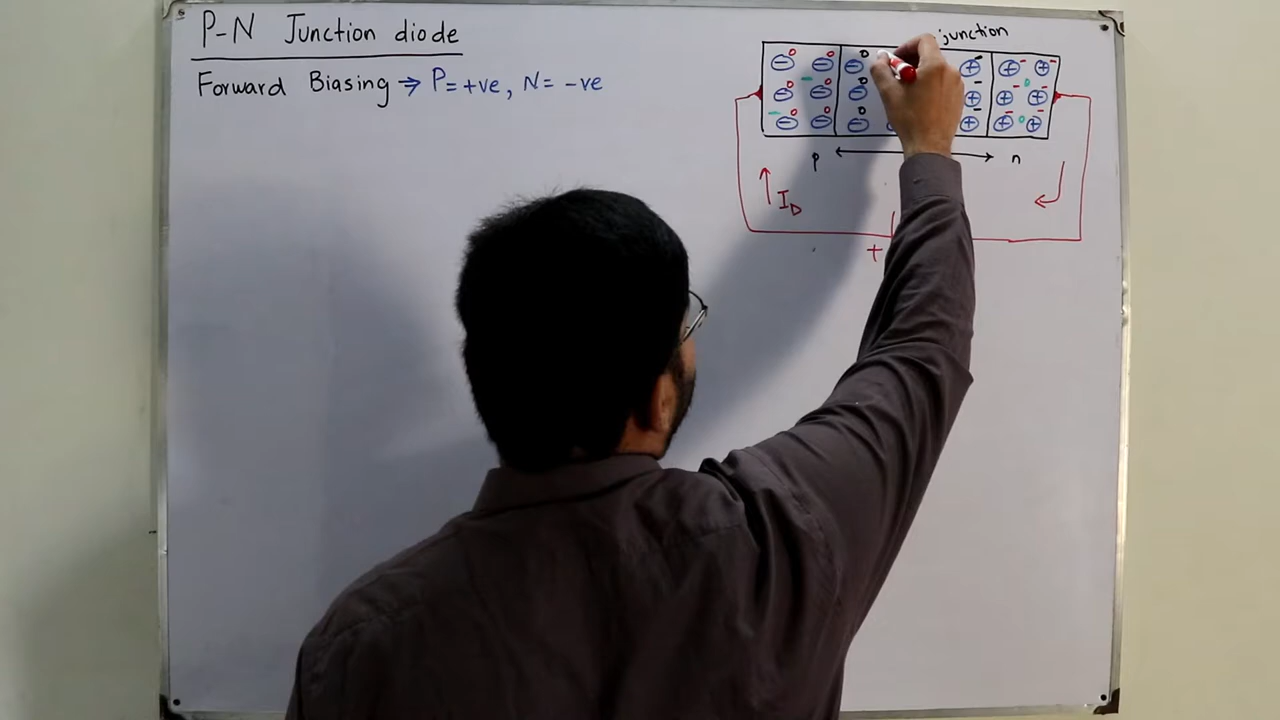 P-N Junction diode
Forward Biasing → P = +ve, N = -ve
junction
p n
I_D
+